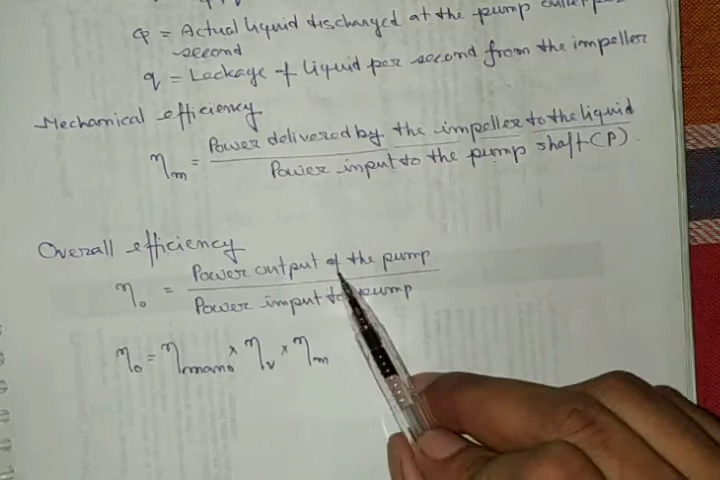 Q = Actual liquid discharged at the pump outlet per
second
q = Leckage of liquid per second from the impeller
Mechanical efficiency
ηm = Power delivered by the impeller to the liquid
Power input to the pump shaft (P).
Overall efficiency
ηo = Power output of the pump
Power input to pump
ηo = ηmano × ηv × ηm